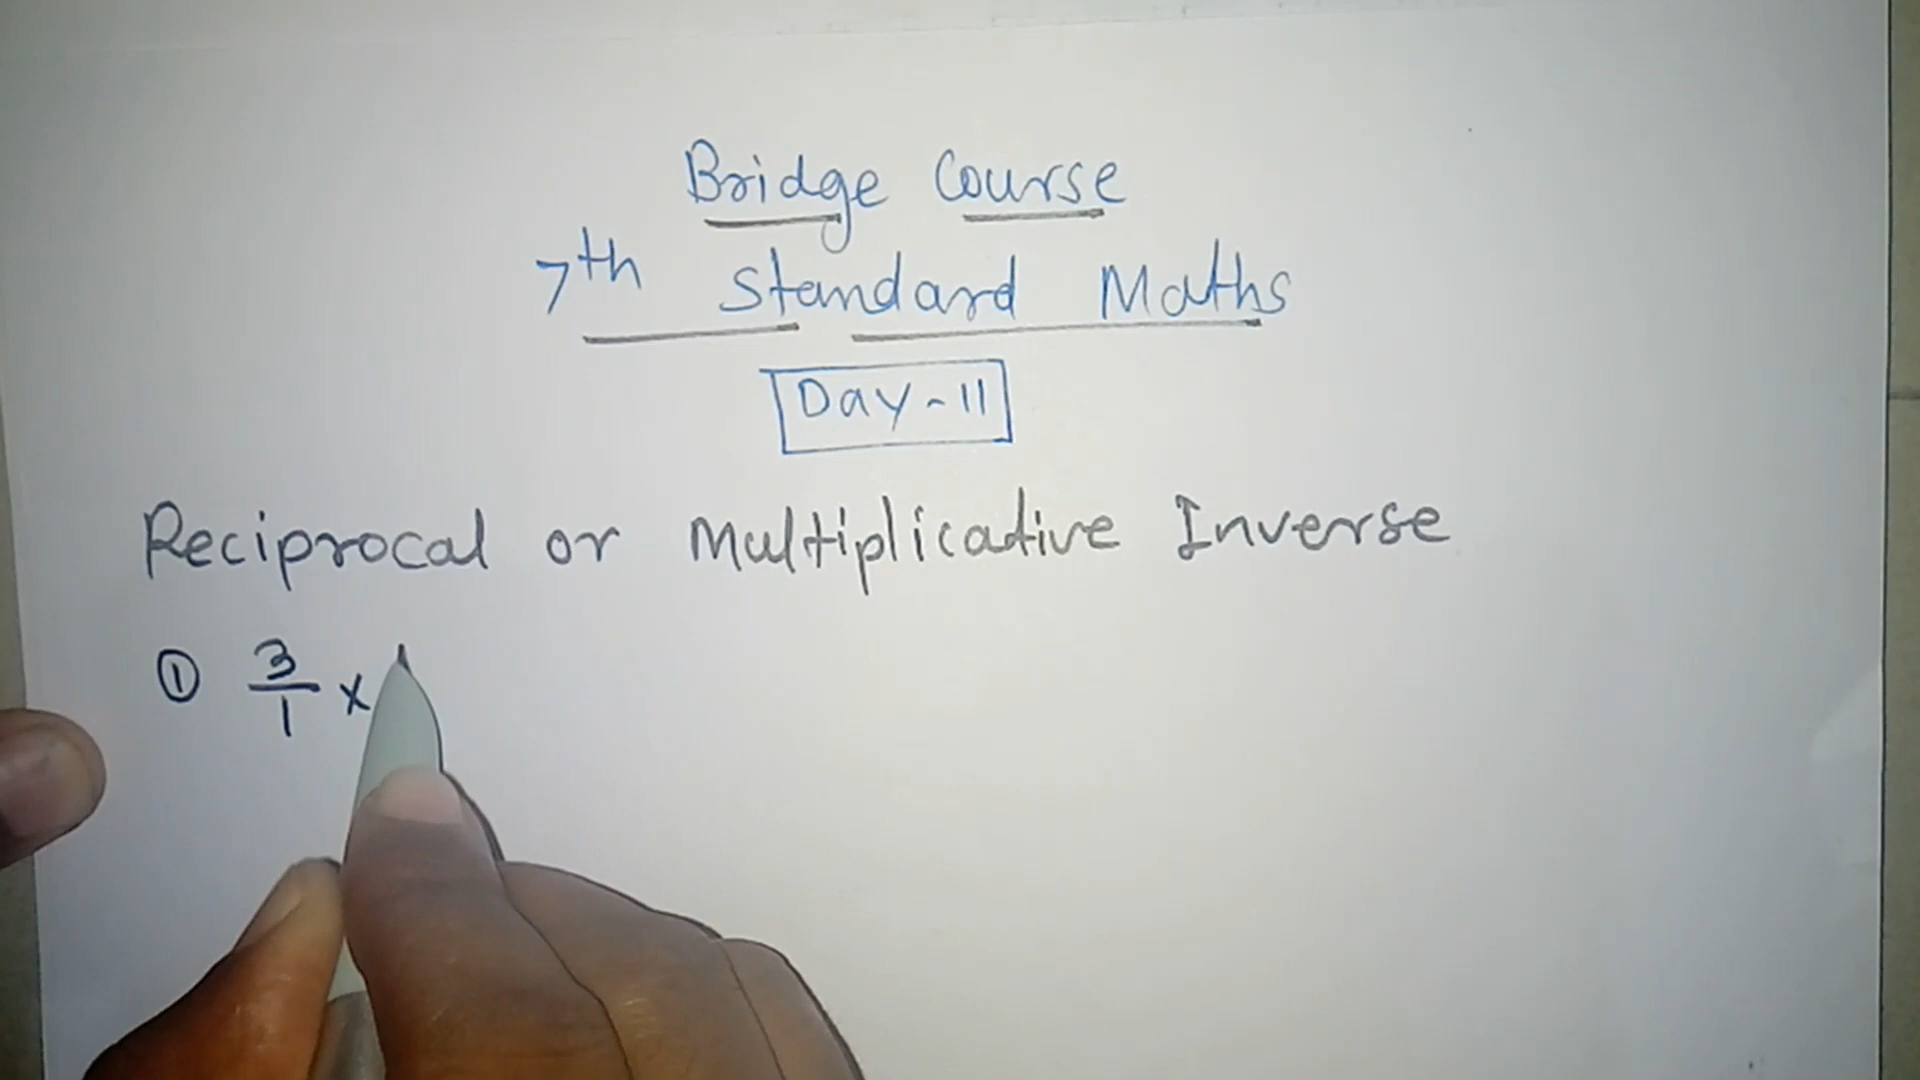 Bridge Course
7th Standard Maths
Day-11
Reciprocal or Multiplicative Inverse
① 3/1 ×